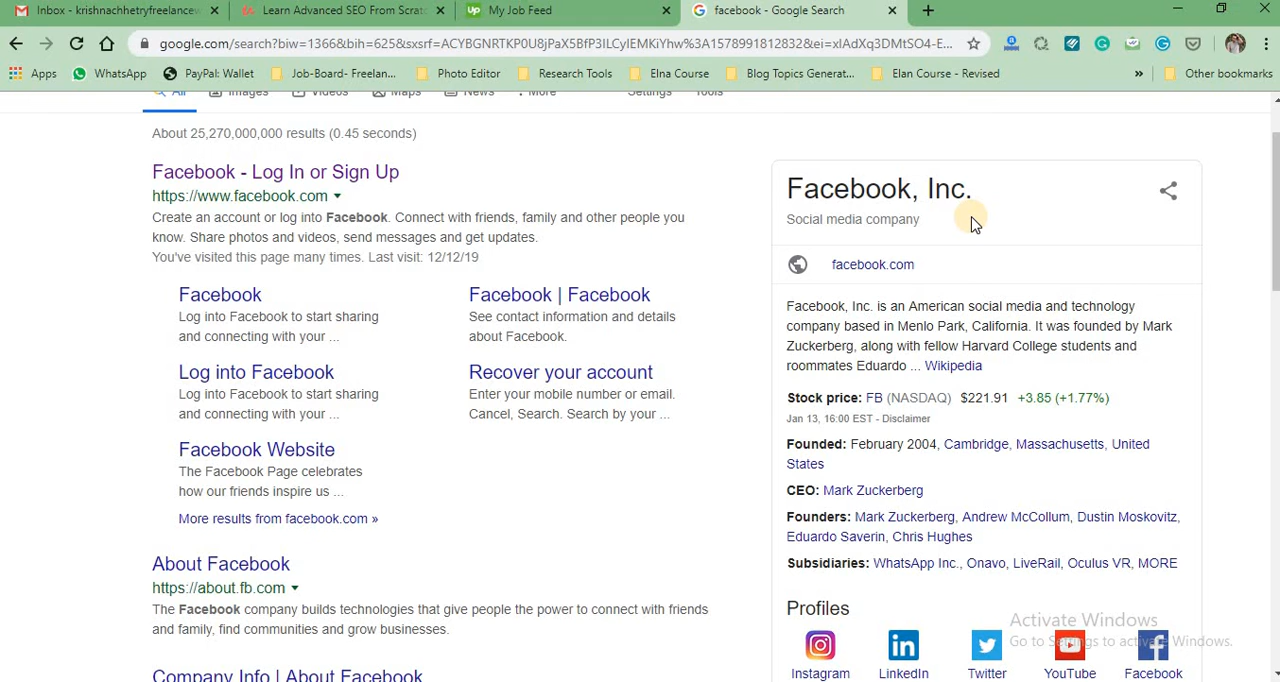 Inbox - krishnachhetryfreelancew
Learn Advanced SEO From Scratc
My Job Feed
facebook - Google Search
google.com/search?biw=1366&bih=625&sxsrf=ACYBGNRTKP0U8jPaX5BfP3ILCyIEMKiYhw%3A1578991812832&ei=xIAdXq3DMtSO4-E...
Apps
WhatsApp
PayPal: Wallet
Job-Board- Freelan...
Photo Editor
Research Tools
Elna Course
Blog Topics Generat...
Elan Course - Revised
»
Other bookmarks
All
Images
Videos
Maps
News
More
Settings
Tools
About 25,270,000,000 results (0.45 seconds)
Facebook - Log In or Sign Up
https://www.facebook.com
Create an account or log into Facebook. Connect with friends, family and other people you
know. Share photos and videos, send messages and get updates.
You've visited this page many times. Last visit: 12/12/19
Facebook
Log into Facebook to start sharing
and connecting with your ...
Facebook | Facebook
See contact information and details
about Facebook.
Log into Facebook
Log into Facebook to start sharing
and connecting with your ...
Recover your account
Enter your mobile number or email.
Cancel, Search. Search by your ...
Facebook Website
The Facebook Page celebrates
how our friends inspire us ...
More results from facebook.com »
About Facebook
https://about.fb.com
The Facebook company builds technologies that give people the power to connect with friends
and family, find communities and grow businesses.
Company Info | About Facebook
Facebook, Inc.
Social media company
facebook.com
Facebook, Inc. is an American social media and technology
company based in Menlo Park, California. It was founded by Mark
Zuckerberg, along with fellow Harvard College students and
roommates Eduardo ... Wikipedia
Stock price: FB (NASDAQ) $221.91 +3.85 (+1.77%)
Jan 13, 16:00 EST - Disclaimer
Founded: February 2004, Cambridge, Massachusetts, United
States
CEO: Mark Zuckerberg
Founders: Mark Zuckerberg, Andrew McCollum, Dustin Moskovitz,
Eduardo Saverin, Chris Hughes
Subsidiaries: WhatsApp Inc., Onavo, LiveRail, Oculus VR, MORE
Profiles
Instagram
LinkedIn
Twitter
YouTube
Facebook
Activate Windows
Go to Settings to activate Windows.